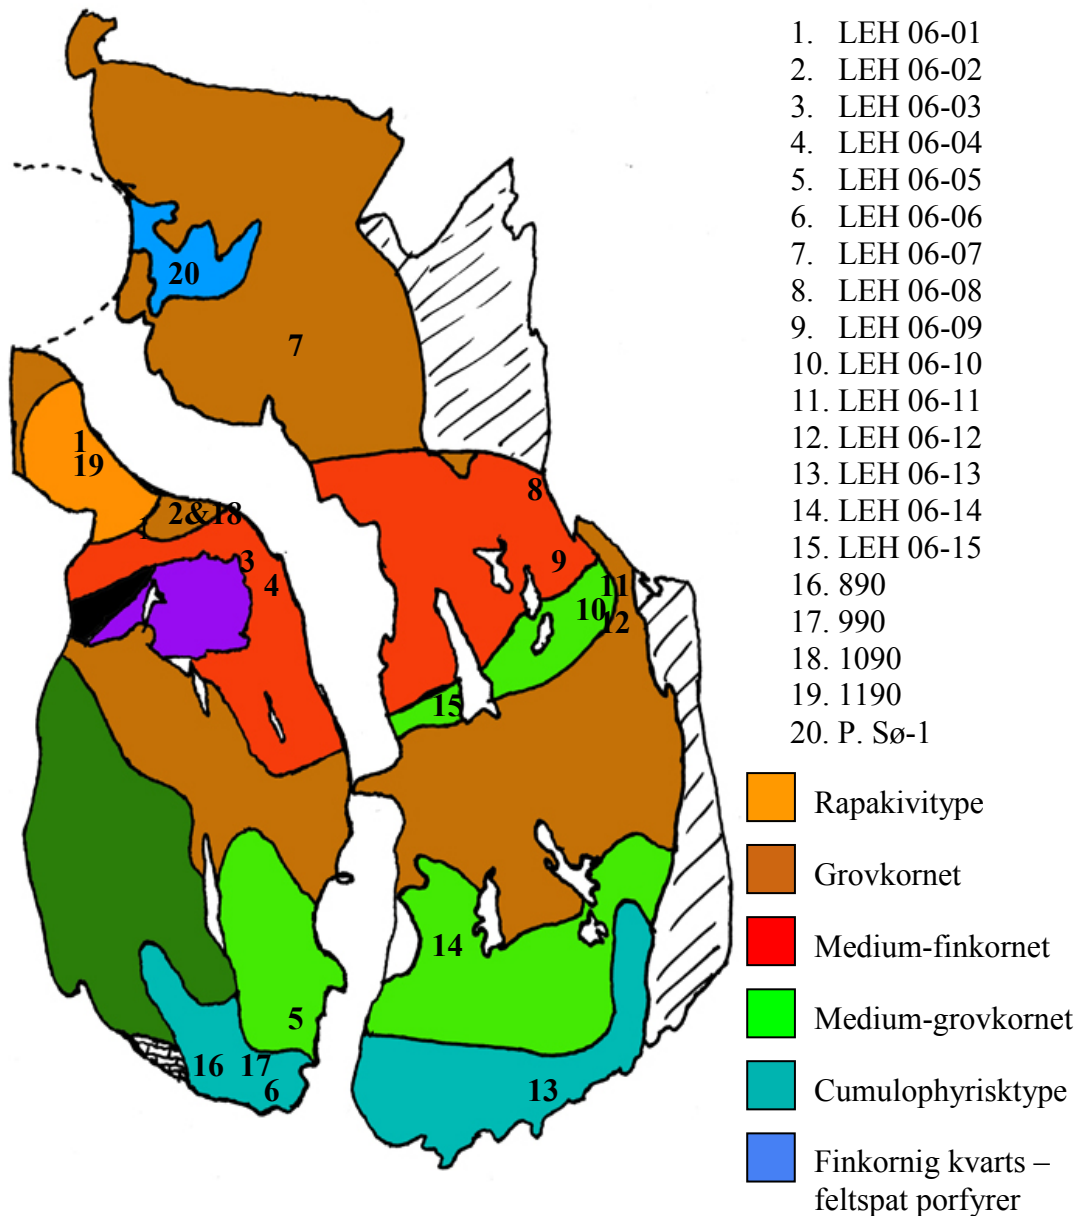 1. LEH 06-01
2. LEH 06-02
3. LEH 06-03
4. LEH 06-04
5. LEH 06-05
6. LEH 06-06
7. LEH 06-07
8. LEH 06-08
9. LEH 06-09
10. LEH 06-10
11. LEH 06-11
12. LEH 06-12
13. LEH 06-13
14. LEH 06-14
15. LEH 06-15
16. 890
17. 990
18. 1090
19. 1190
20. P. Sø-1
Rapakivitype
Grovkornet
Medium-finkornet
Medium-grovkornet
Cumulophyrisktype
Finkornig kvarts –
feltspat porfyrer
20
7
1
19
8
2&18
1
3
9
4
11
10
12
15
14
5
16 17
6
13